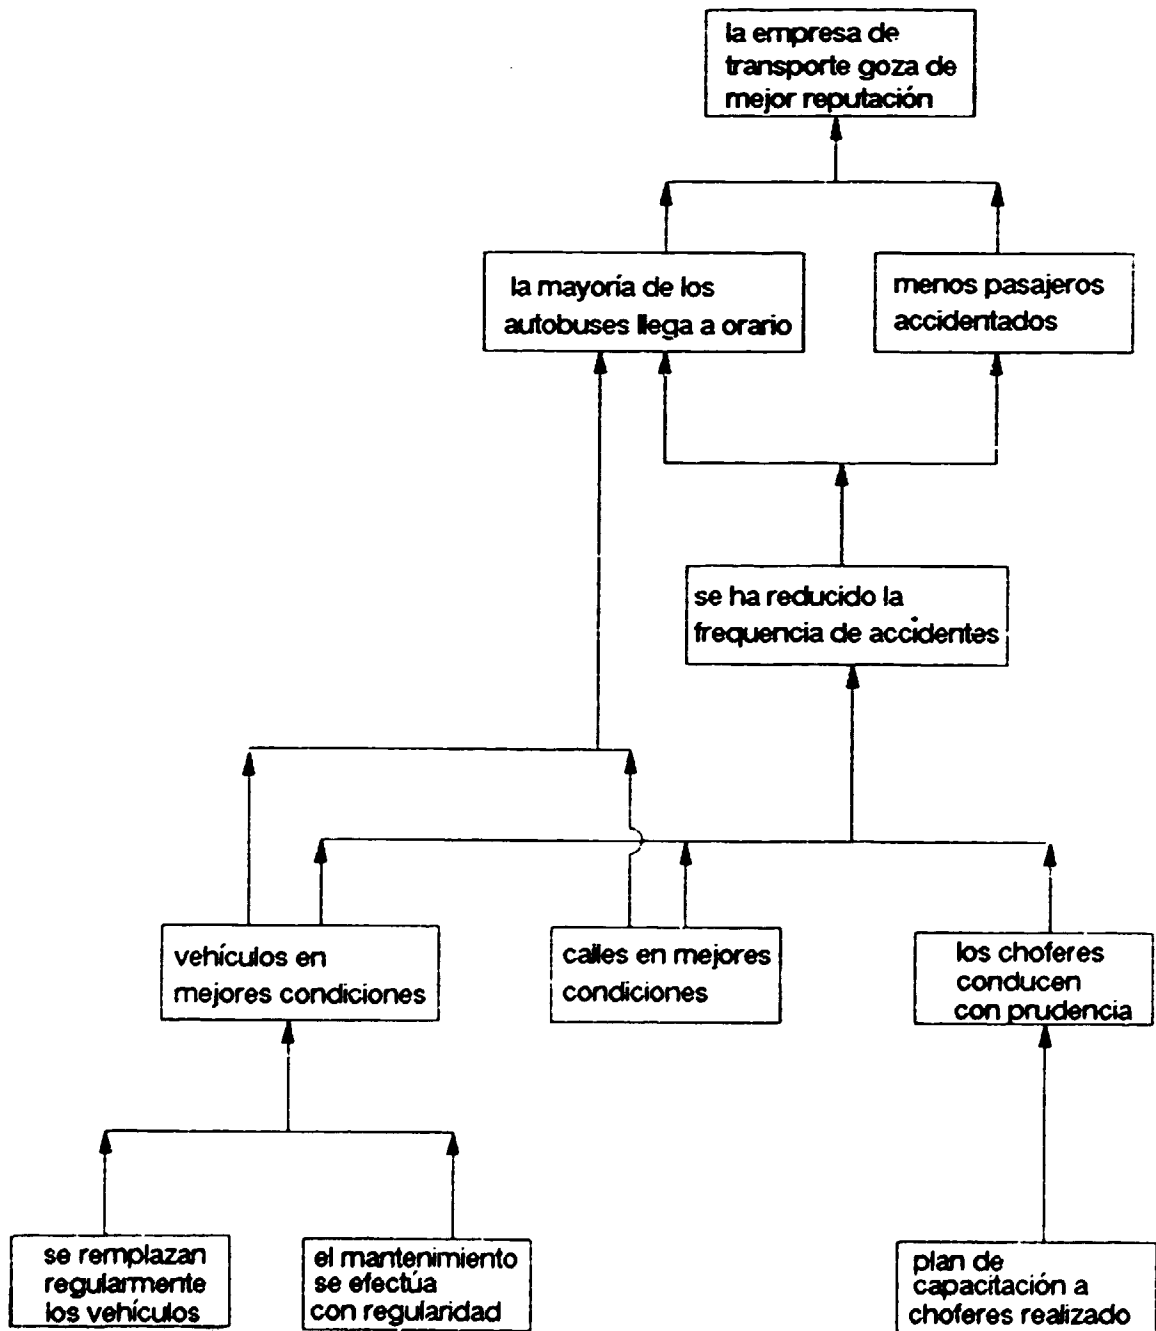 la empresa de
transporte goza de
mejor reputación
la mayoría de los
autobuses llega a orario
menos pasajeros
accidentados
se ha reducido la
frequencia de accidentes
vehículos en
mejores condiciones
calles en mejores
condiciones
los choferes
conducen
con prudencia
se remplazan
regularmente
los vehículos
el mantenimiento
se efectúa
con regularidad
plan de
capacitación a
choferes realizado